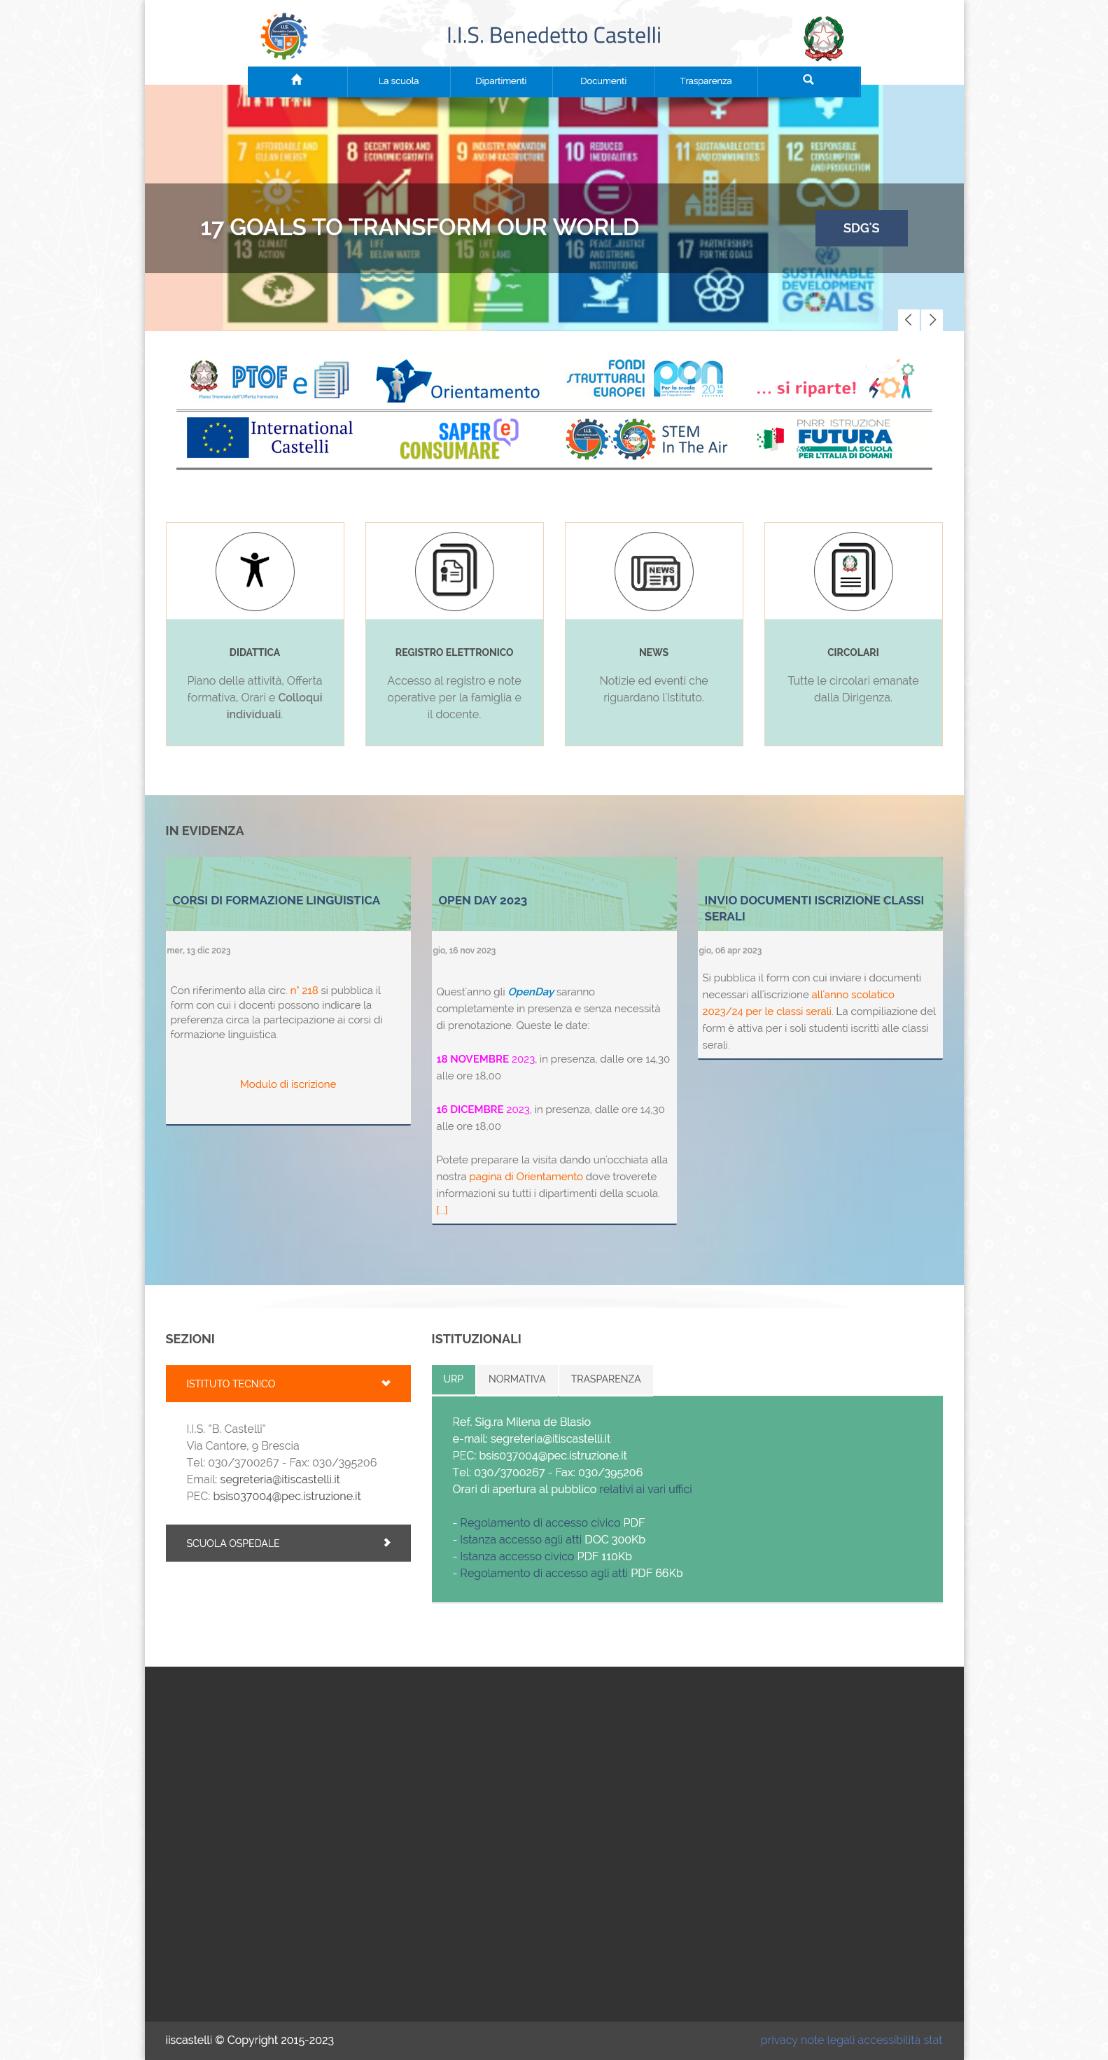 I.I.S. Benedetto Castelli
La scuola
Dipartimenti
Documenti
Trasparenza
7 AFFORDABLE AND CLEAN ENERGY
8 DECENT WORK AND ECONOMIC GROWTH
9 INDUSTRY, INNOVATION AND INFRASTRUCTURE
10 REDUCED INEQUALITIES
11 SUSTAINABLE CITIES AND COMMUNITIES
12 RESPONSIBLE CONSUMPTION AND PRODUCTION
17 GOALS TO TRANSFORM OUR WORLD
SDG'S
13 CLIMATE ACTION
14 LIFE BELOW WATER
15 LIFE ON LAND
16 PEACE, JUSTICE AND STRONG INSTITUTIONS
17 PARTNERSHIPS FOR THE GOALS
SUSTAINABLE DEVELOPMENT GOALS
PTOF e
Piano Triennale dell'Offerta Formativa
Orientamento
FONDI STRUTTURALI EUROPEI
pon
Per la scuola
... si riparte!
International Castelli
SAPER(e) CONSUMARE
STEM In The Air
PNRR ISTRUZIONE
FUTURA
LA SCUOLA
PER L'ITALIA DI DOMANI
DIDATTICA
Piano delle attività, Offerta
formativa, Orari e Colloqui
individuali.
REGISTRO ELETTRONICO
Accesso al registro e note
operative per la famiglia e
il docente.
NEWS
NEWS
Notizie ed eventi che
riguardano l'Istituto.
CIRCOLARI
Tutte le circolari emanate
dalla Dirigenza.
IN EVIDENZA
CORSI DI FORMAZIONE LINGUISTICA
mer, 13 dic 2023
Con riferimento alla circ. n° 218 si pubblica il
form con cui i docenti possono indicare la
preferenza circa la partecipazione ai corsi di
formazione linguistica.
Modulo di iscrizione
OPEN DAY 2023
gio, 16 nov 2023
Quest'anno gli OpenDay saranno
completamente in presenza e senza necessità
di prenotazione. Queste le date:
18 NOVEMBRE 2023, in presenza, dalle ore 14,30
alle ore 18,00
16 DICEMBRE 2023, in presenza, dalle ore 14,30
alle ore 18,00
Potete preparare la visita dando un'occhiata alla
nostra pagina di Orientamento dove troverete
informazioni su tutti i dipartimenti della scuola.
[...]
INVIO DOCUMENTI ISCRIZIONE CLASSI
SERALI
gio, 06 apr 2023
Si pubblica il form con cui inviare i documenti
necessari all'iscrizione all'anno scolatico
2023/24 per le classi serali. La compiliazione del
form è attiva per i soli studenti iscritti alle classi
serali.
SEZIONI
ISTITUTO TECNICO
I.I.S. "B. Castelli"
Via Cantore, 9 Brescia
Tel: 030/3700267 - Fax: 030/395206
Email: segreteria@itiscastelli.it
PEC: bsis037004@pec.istruzione.it
SCUOLA OSPEDALE
ISTITUZIONALI
URP
NORMATIVA
TRASPARENZA
Ref. Sig.ra Milena de Blasio
e-mail: segreteria@itiscastelli.it
PEC: bsis037004@pec.istruzione.it
Tel: 030/3700267 - Fax: 030/395206
Orari di apertura al pubblico relativi ai vari uffici
- Regolamento di accesso civico PDF
- Istanza accesso agli atti DOC 300Kb
- Istanza accesso civico PDF 110Kb
- Regolamento di accesso agli atti PDF 66Kb
iiscastelli © Copyright 2015-2023
privacy note legali accessibilità stat